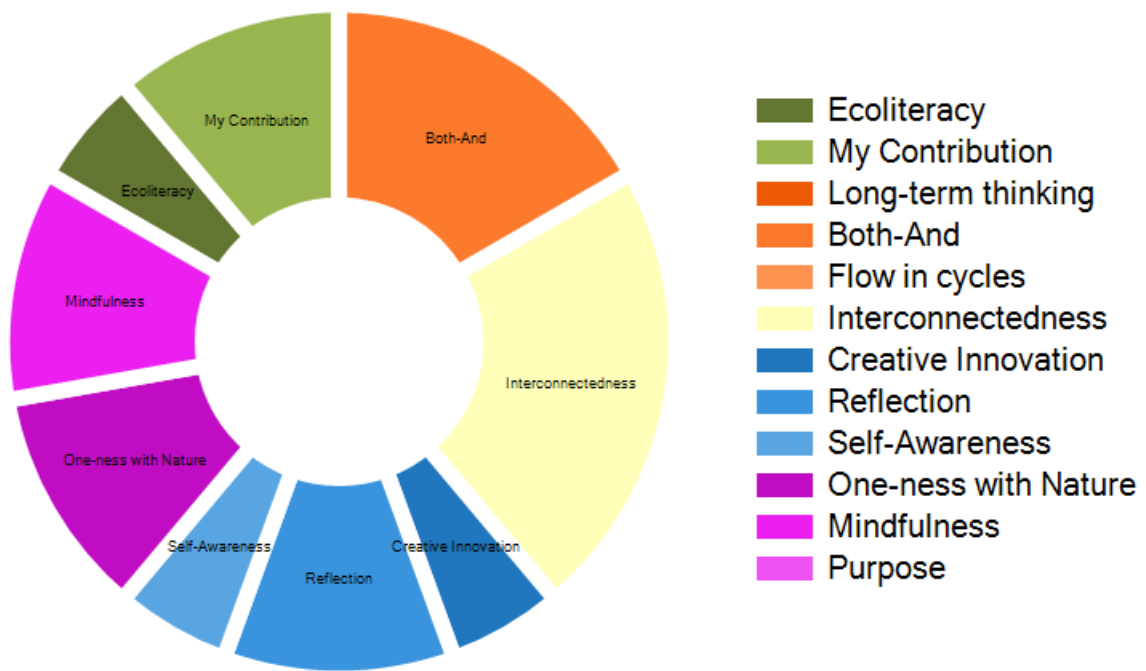 My Contribution
Both-And
Ecoliteracy
Mindfulness
Interconnectedness
One-ness with Nature
Self-Awareness
Creative Innovation
Reflection
Ecoliteracy
My Contribution
Long-term thinking
Both-And
Flow in cycles
Interconnectedness
Creative Innovation
Reflection
Self-Awareness
One-ness with Nature
Mindfulness
Purpose